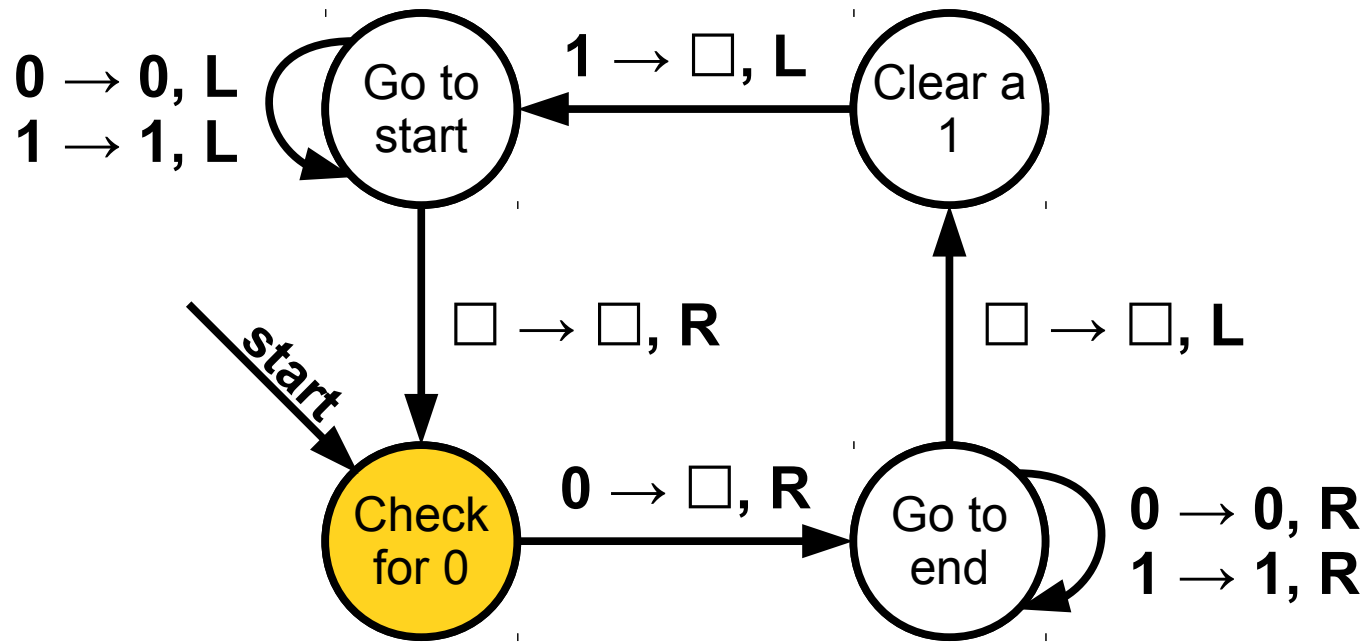 0 → 0, L
1 → 1, L
Go to
start
1 → □, L
Clear a
1
□ → □, R
□ → □, L
start
Check
for 0
0 → □, R
Go to
end
0 → 0, R
1 → 1, R